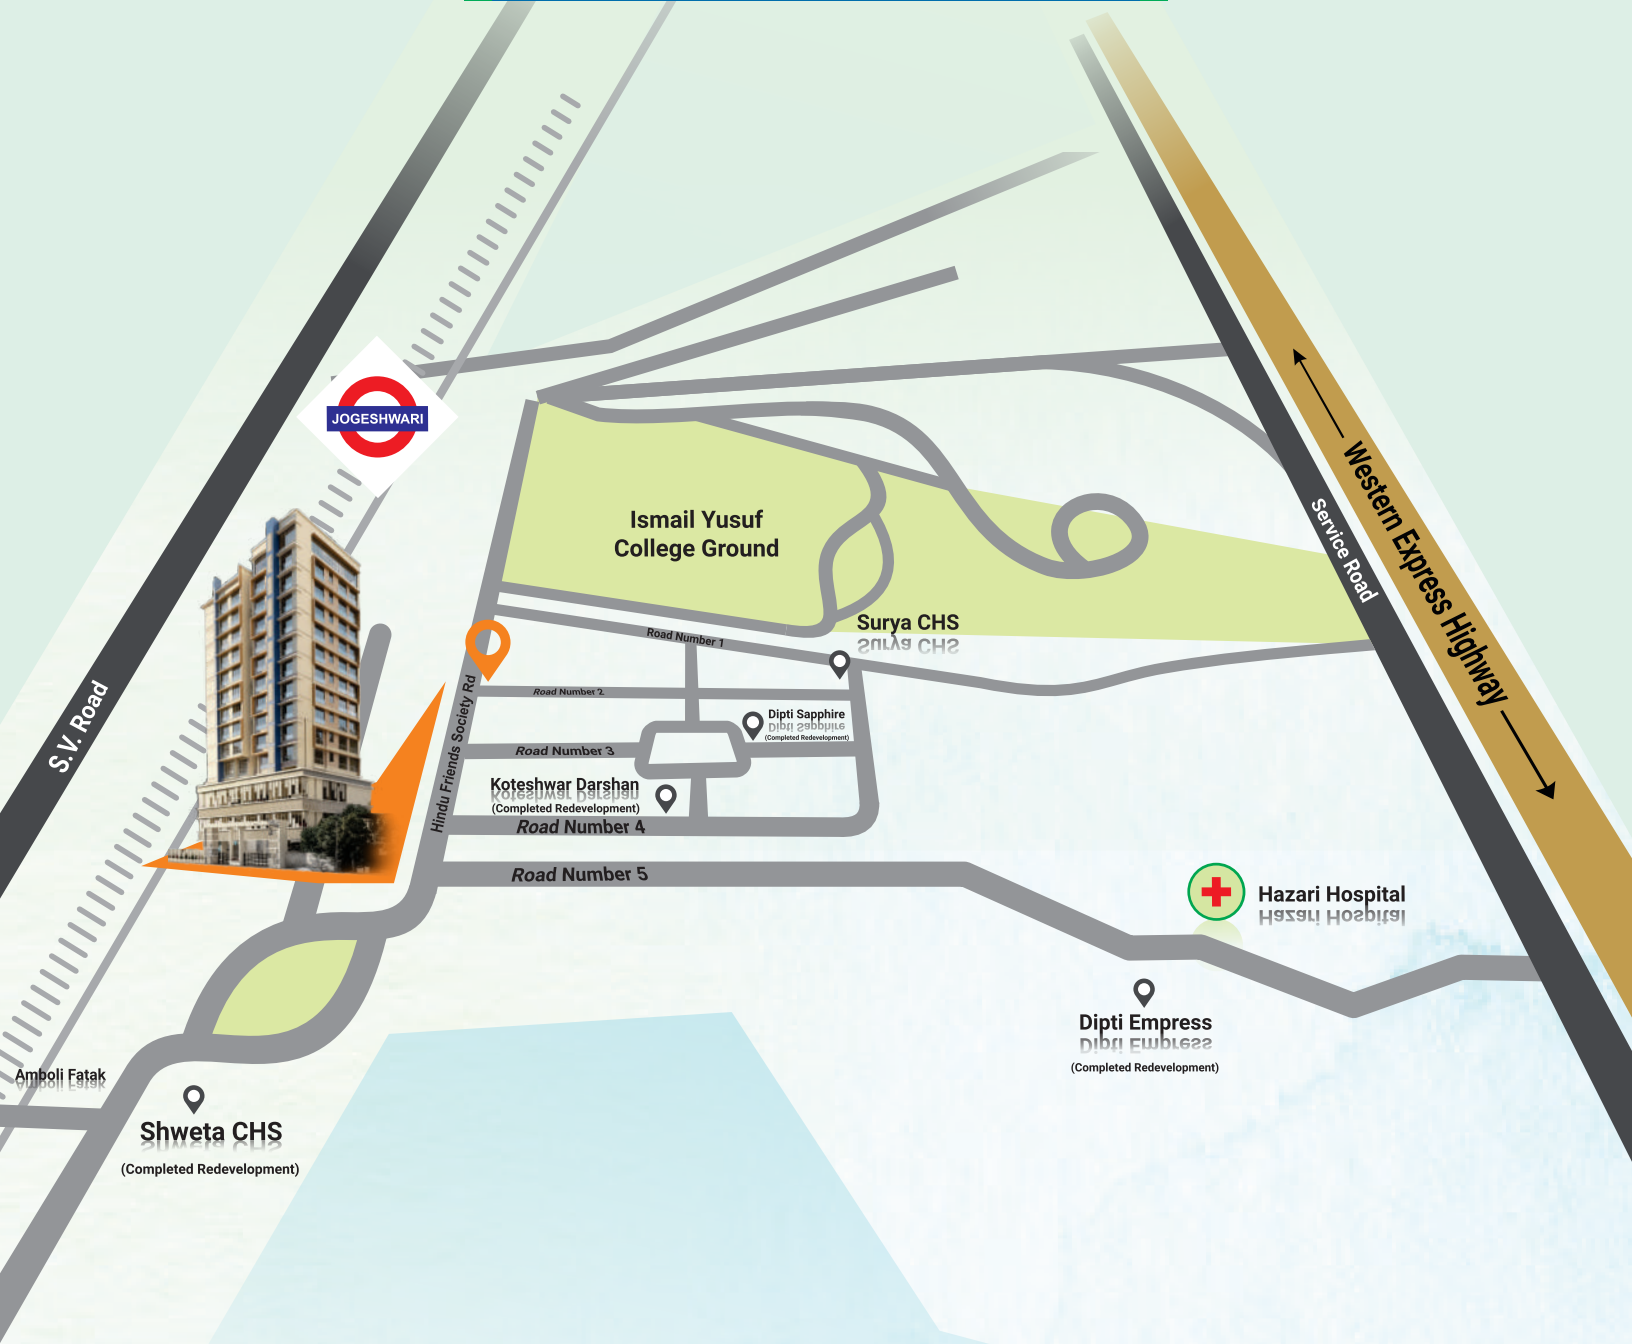 JOGESHWARI
Western Express Highway
Service Road
Ismail Yusuf
College Ground
Surya CHS
Road Number 1
Road Number 2
Dipti Sapphire
(Completed Redevelopment)
S.V. Road
Hindu Friends Society Rd
Road Number 3
Koteshwar Darshan
(Completed Redevelopment)
Road Number 4
Road Number 5
Hazari Hospital
Dipti Empress
(Completed Redevelopment)
Amboli Fatak
Shweta CHS
(Completed Redevelopment)